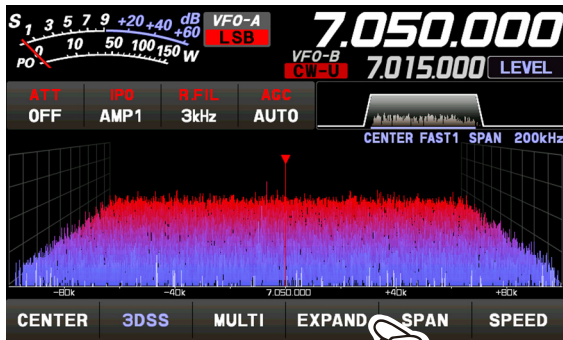 S 1 3 5 7 9 +20 +40 +60 dB
VFO-A
LSB
7.050.000
PO 0 10 50 100 150 W
VFO-B
CW-U
7.015.000
LEVEL
ATT IPO R.FIL AGC
OFF AMP1 3kHz AUTO
CENTER FAST1 SPAN 200kHz
-80k -40k 7.050.000 +40k +80k
CENTER 3DSS MULTI EXPAND SPAN SPEED